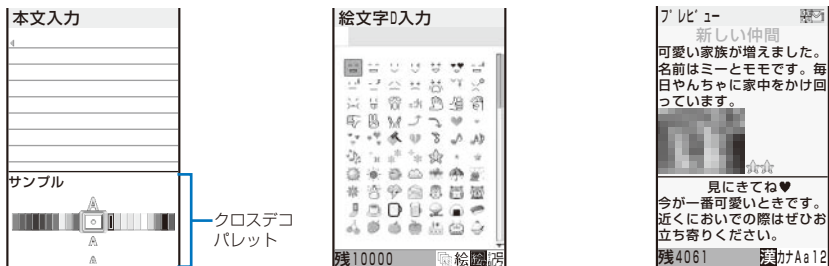 本文入力
サンプル
クロスデコ
パレット
絵文字D入力
残10000
絵
プレビュー
新しい仲間
可愛い家族が増えました。
名前はミーとモモです。毎
日やんちゃに家中をかけ回
っています。
見にきてね♥
今が一番可愛いときです。
近くにおいでの際はぜひお
立ち寄りください。
残4061 漢カナAa12